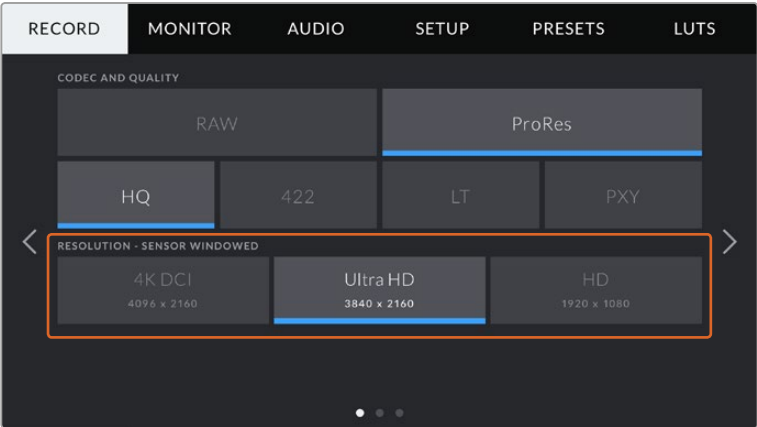 RECORD MONITOR AUDIO SETUP PRESETS LUTS
CODEC AND QUALITY
RAW ProRes
HQ 422 LT PXY
RESOLUTION - SENSOR WINDOWED
4K DCI Ultra HD HD
4096 x 2160 3840 x 2160 1920 x 1080